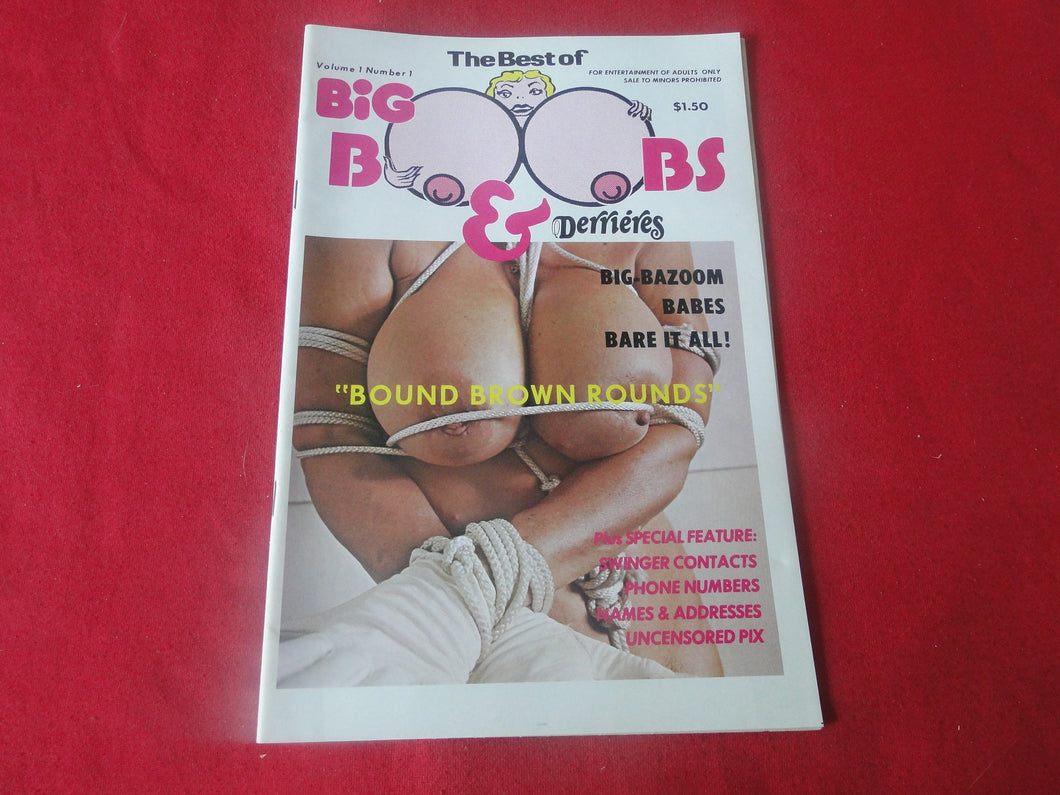 The Best of
Volume 1 Number 1
FOR ENTERTAINMENT OF ADULTS ONLY
SALE TO MINORS PROHIBITED
$1.50
BiG
BOOBS
& Derriéres
BIG-BAZOOM
BABES
BARE IT ALL!
"BOUND BROWN ROUNDS"
Plus SPECIAL FEATURE:
SWINGER CONTACTS
PHONE NUMBERS
NAMES & ADDRESSES
UNCENSORED PIX